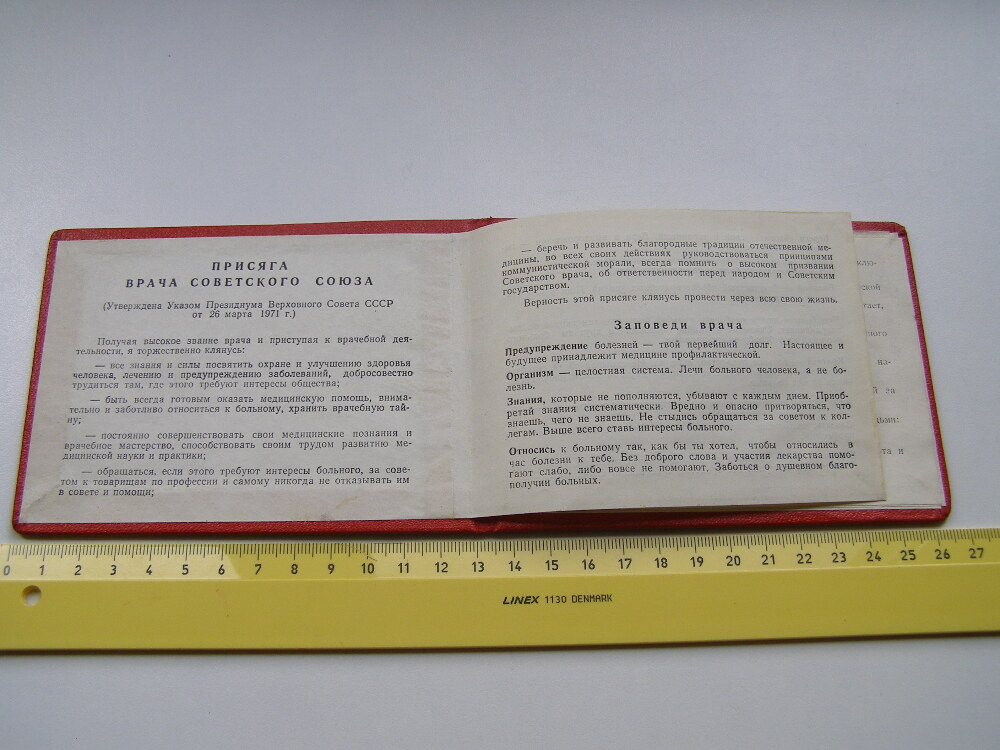 ПРИСЯГА
ВРАЧА СОВЕТСКОГО СОЮЗА
(Утверждена Указом Президиума Верховного Совета СССР
от 26 марта 1971 г.)
Получая высокое звание врача и приступая к врачебной дея-
тельности, я торжественно клянусь:
— все знания и силы посвятить охране и улучшению здоровья
человека, лечению и предупреждению заболеваний, добросовестно
трудиться там, где этого требуют интересы общества;
— быть всегда готовым оказать медицинскую помощь, внима-
тельно и заботливо относиться к больному, хранить врачебную тай-
ну;
— постоянно совершенствовать свои медицинские познания и
врачебное мастерство, способствовать своим трудом развитию ме-
дицинской науки и практики;
— обращаться, если этого требуют интересы больного, за сове-
том к товарищам по профессии и самому никогда не отказывать им
в совете и помощи;
— беречь и развивать благородные традиции отечественной ме-
дицины, во всех своих действиях руководствоваться принципами
коммунистической морали, всегда помнить о высоком призвании
Советского врача, об ответственности перед народом и Советским
государством.
Верность этой присяге клянусь пронести через всю свою жизнь.
Заповеди врача
Предупреждение болезней — твой первейший долг. Настоящее и
будущее принадлежит медицине профилактической.
Организм — целостная система. Лечи больного человека, а не бо-
лезнь.
Знания, которые не пополняются, убывают с каждым днем. Приоб-
ретай знания систематически. Вредно и опасно притворяться, что
знаешь, чего не знаешь. Не стыдись обращаться за советом к кол-
легам. Выше всего ставь интересы больного.
Относись к больному так, как бы ты хотел, чтобы относились в
час болезни к тебе. Без доброго слова и участия лекарства помо-
гают слабо, либо вовсе не помогают. Заботься о душевном благо-
получии больных.
0 1 2 3 4 5 6 7 8 9 10 11 12 13 14 15 16 17 18 19 20 21 22 23 24 25 26 27
LINEX 1130 DENMARK